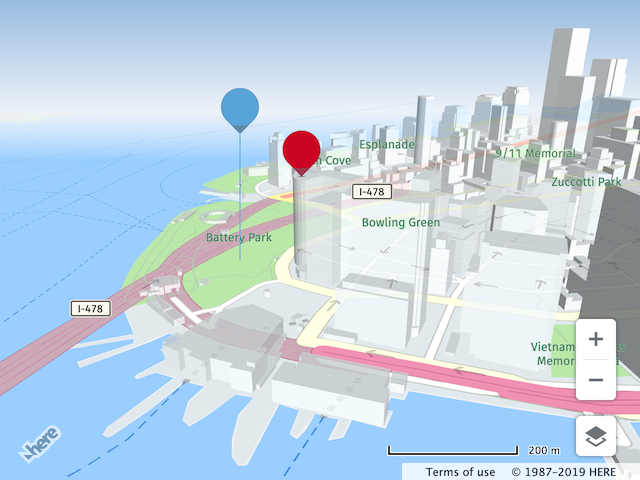 Esplanade
n Cove
9/11 Memorial
Zuccotti Park
I-478
Bowling Green
Battery Park
I-478
Vietnam
Memor
+
−
here
200 m
Terms of use © 1987–2019 HERE